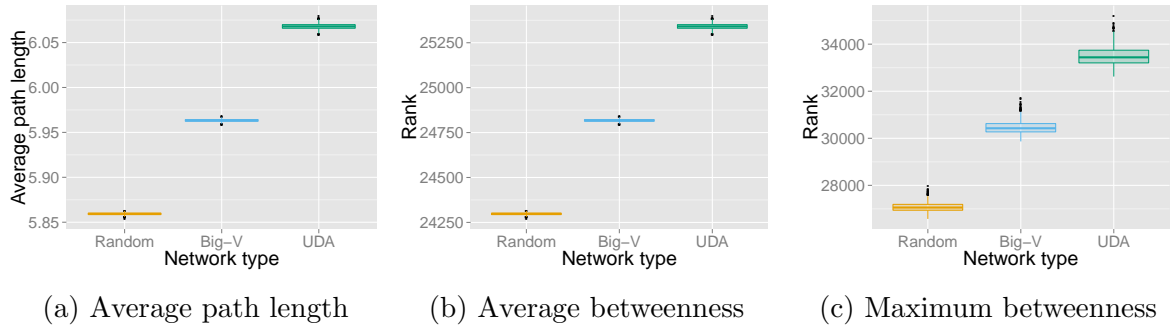 Average path length
6.05
6.00
5.95
5.90
5.85
Random Big−V UDA
Network type
(a) Average path length
Rank
25250
25000
24750
24500
24250
Random Big−V UDA
Network type
(b) Average betweenness
Rank
34000
32000
30000
28000
Random Big−V UDA
Network type
(c) Maximum betweenness